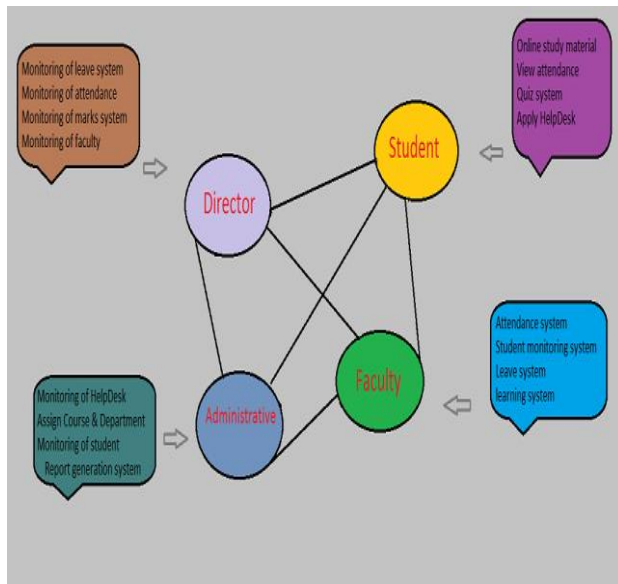 Monitoring of leave system
Monitoring of attendance
Monitoring of marks system
Monitoring of faculty
Online study material
View attendance
Quiz system
Apply HelpDesk
Student
Director
Attendance system
Student monitoring system
Leave system
learning system
Faculty
Administrative
Monitoring of HelpDesk
Assign Course & Department
Monitoring of student
Report generation system